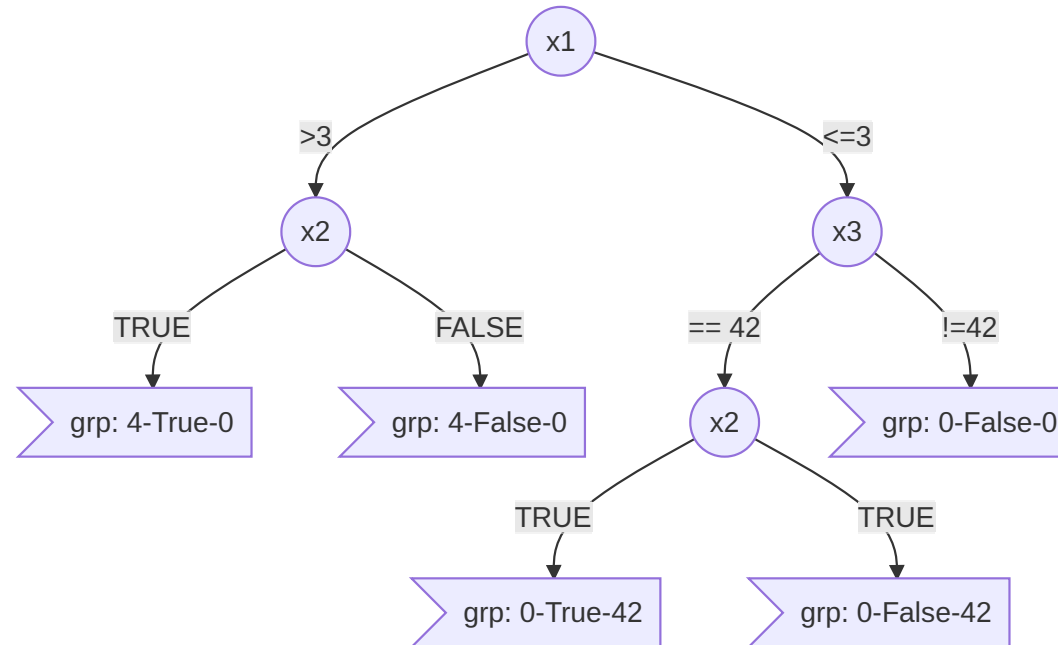 x1
>3
<=3
x2
x3
TRUE
FALSE
== 42
!=42
grp: 4-True-0
grp: 4-False-0
x2
grp: 0-False-0
TRUE
TRUE
grp: 0-True-42
grp: 0-False-42